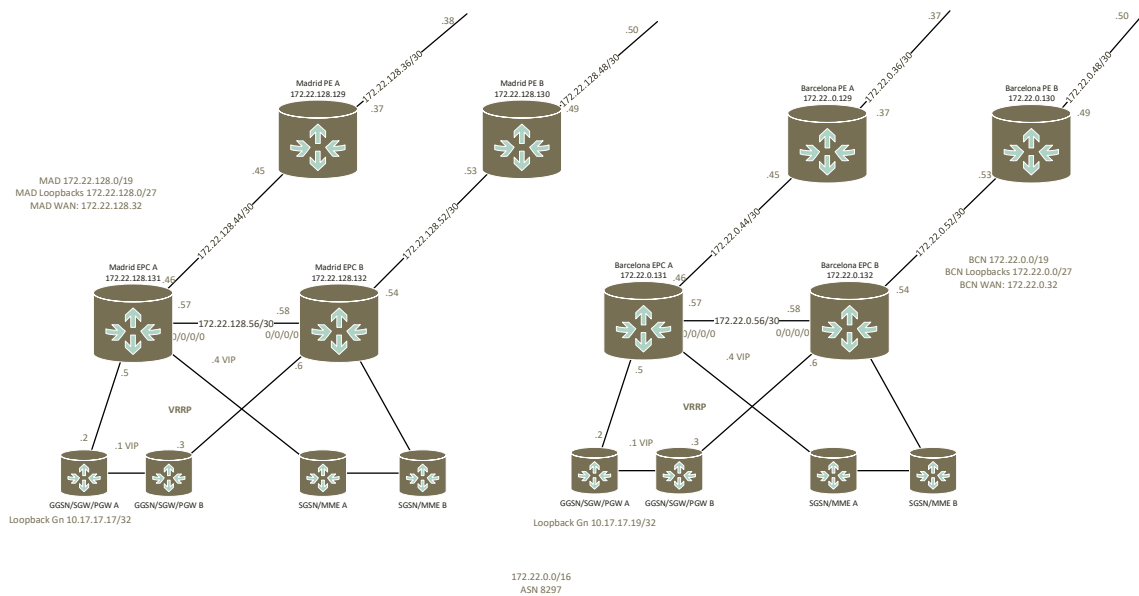 .38
172.22.128.36/30
Madrid PE A
172.22.128.129
.37
.45
172.22.128.44/30
.50
172.22.128.48/30
Madrid PE B
172.22.128.130
.49
.53
172.22.128.52/30
MAD 172.22.128.0/19
MAD Loopbacks 172.22.128.0/27
MAD WAN: 172.22.128.32
Madrid EPC A
172.22.128.131
.46
.57
172.22.128.56/30
0/0/0/0
Madrid EPC B
172.22.128.132
.54
.58
0/0/0/0
.4 VIP
.5
.6
VRRP
.2
.1 VIP
.3
GGSN/SGW/PGW A
GGSN/SGW/PGW B
SGSN/MME A
SGSN/MME B
Loopback Gn 10.17.17.17/32
.37
172.22.0.36/30
Barcelona PE A
172.22..0.129
.37
.45
172.22.0.44/30
.50
172.22.0.48/30
Barcelona PE B
172.22.0.130
.49
.53
172.22.0.52/30
BCN 172.22.0.0/19
BCN Loopbacks 172.22.0.0/27
BCN WAN: 172.22.0.32
Barcelona EPC A
172.22.0.131
.46
.57
172.22.0.56/30
0/0/0/0
Barcelona EPC B
172.22.0.132
.54
.58
0/0/0/0
.4 VIP
.5
.6
VRRP
.2
.1 VIP
.3
GGSN/SGW/PGW A
GGSN/SGW/PGW B
SGSN/MME A
SGSN/MME B
Loopback Gn 10.17.17.19/32
172.22.0.0/16
ASN 8297